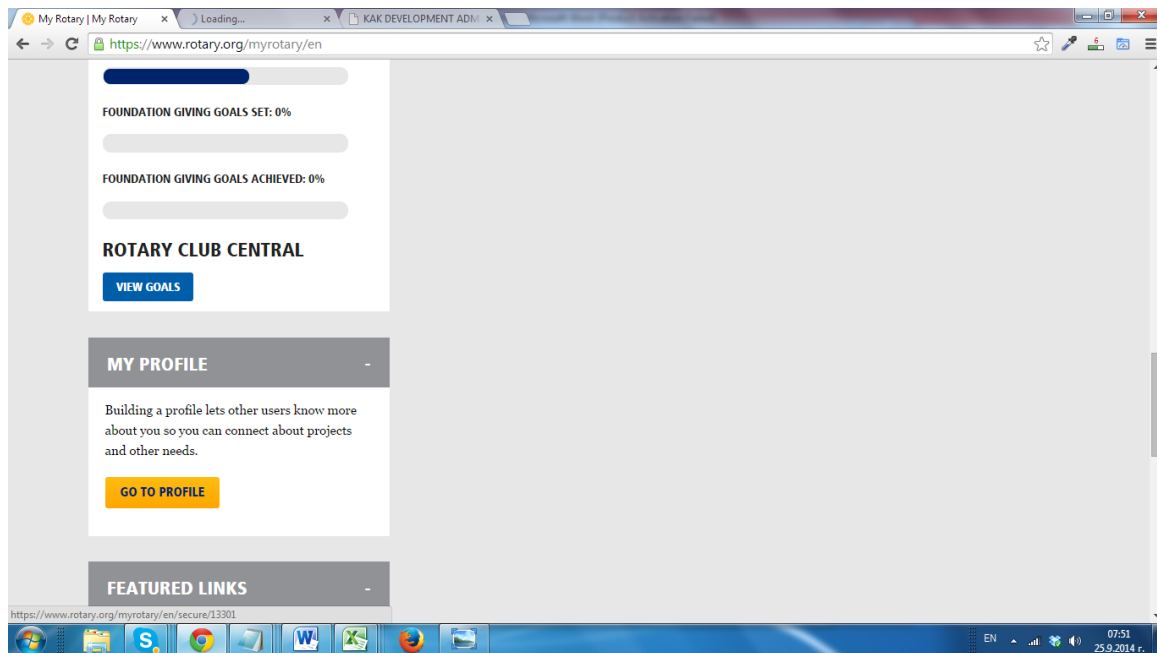 My Rotary | My Rotary
Loading...
KAK DEVELOPMENT ADM
https://www.rotary.org/myrotary/en
6
FOUNDATION GIVING GOALS SET: 0%
FOUNDATION GIVING GOALS ACHIEVED: 0%
ROTARY CLUB CENTRAL
VIEW GOALS
MY PROFILE -
Building a profile lets other users know more
about you so you can connect about projects
and other needs.
GO TO PROFILE
FEATURED LINKS -
https://www.rotary.org/myrotary/en/secure/13301
EN
07:51
25.9.2014 г.